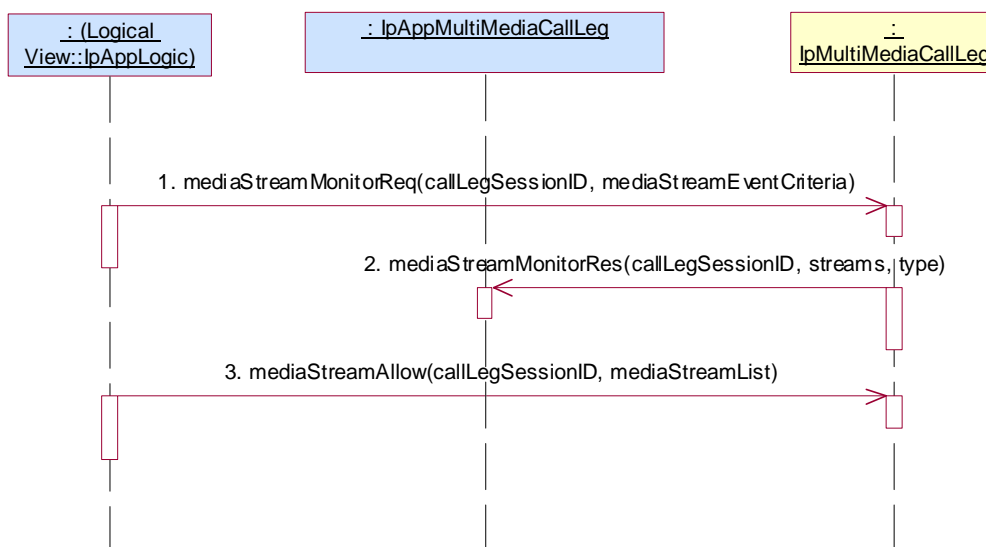 : (Logical
View::IpAppLogic)
: IpAppMultiMediaCallLeg
:
IpMultiMediaCallLeg
1. mediaStreamMonitorReq(callLegSessionID, mediaStreamEventCriteria)
2. mediaStreamMonitorRes(callLegSessionID, streams, type)
3. mediaStreamAllow(callLegSessionID, mediaStreamList)